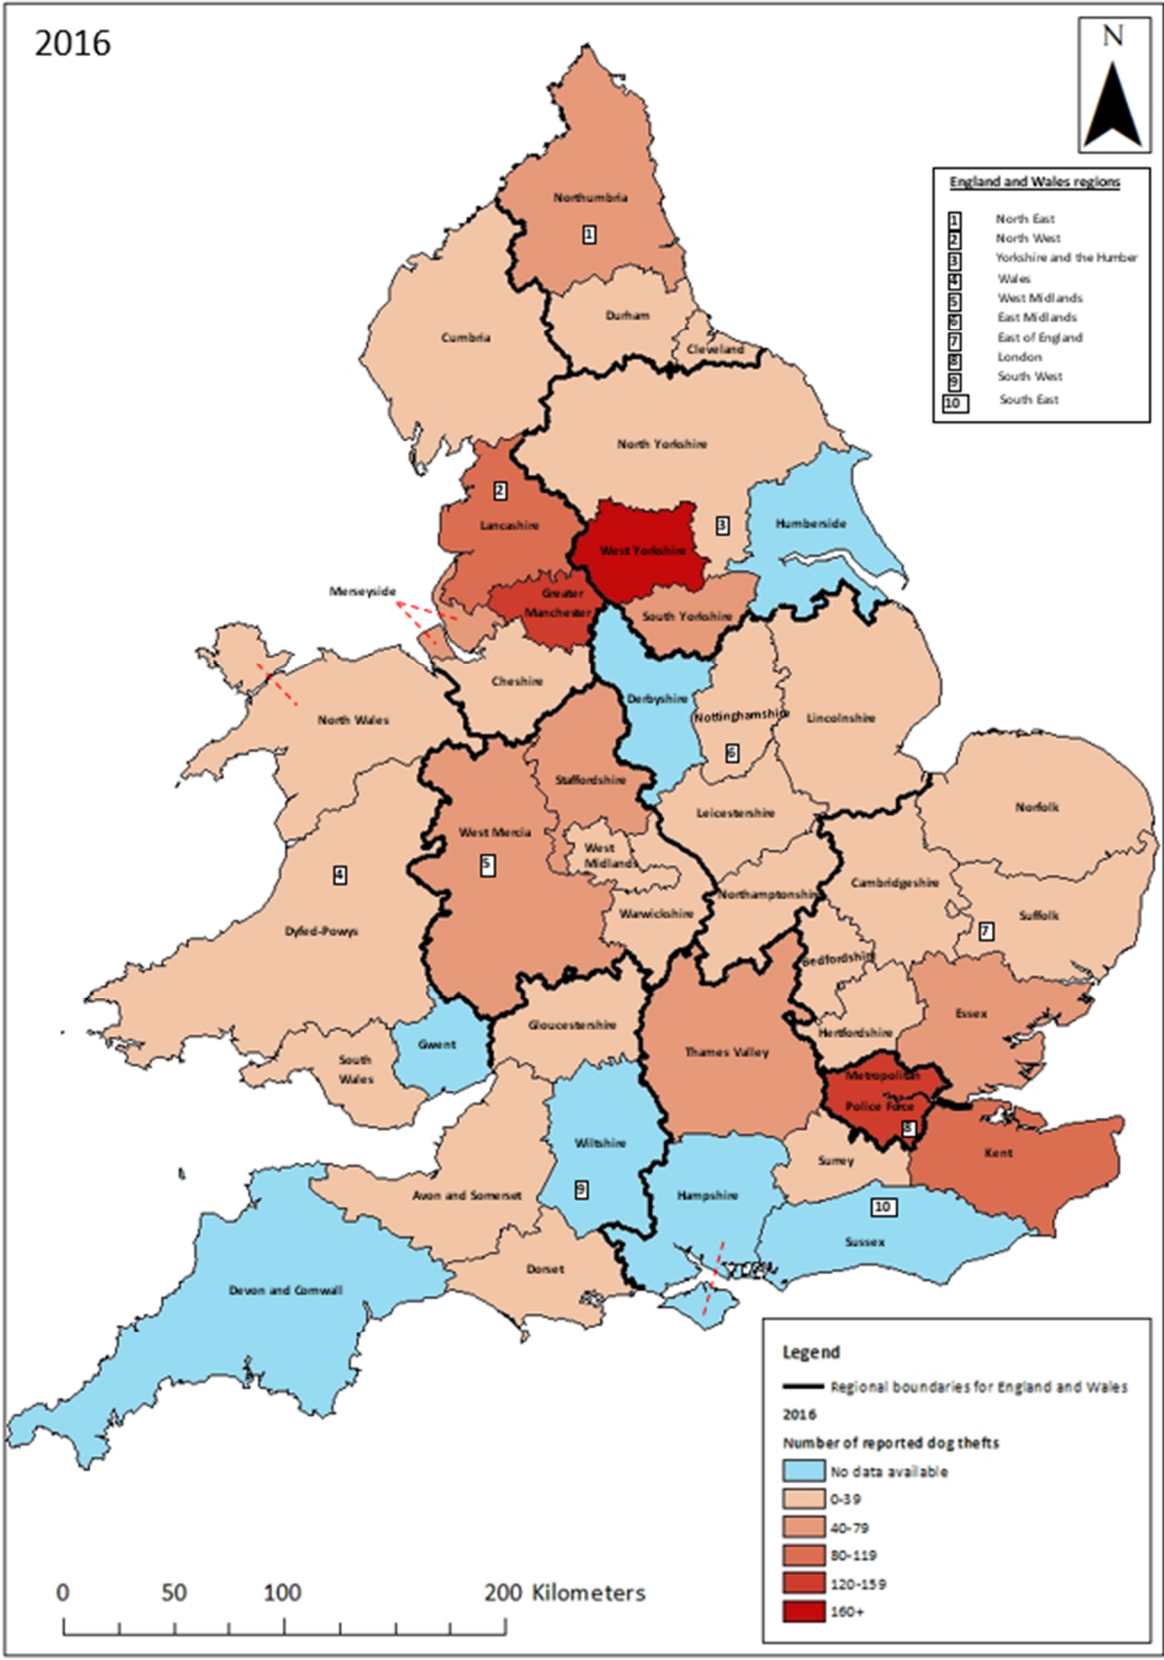 2016
N
England and Wales regions
1 North East
2 North West
3 Yorkshire and the Humber
4 Wales
5 West Midlands
6 East Midlands
7 East of England
8 London
9 South West
10 South East
Northumbria
1
Durham
Cumbria
Cleveland
North Yorkshire
2
Lancashire
3
Humberside
West Yorkshire
Merseyside
Greater
Manchester
South Yorkshire
Cheshire
Derbyshire
North Wales
Nottinghamshire
Lincolnshire
6
Staffordshire
Norfolk
Leicestershire
West Mercia
5
West
Midlands
4
Cambridgeshire
Northamptonshire
Warwickshire
Suffolk
7
Dyfed-Powys
Bedfordshire
Essex
Gloucestershire
Hertfordshire
Gwent
Thames Valley
South
Wales
Metropolitan
Police Force
8
Wiltshire
Kent
Surrey
9
Avon and Somerset
Hampshire
10
Sussex
Dorset
Devon and Cornwall
Legend
Regional boundaries for England and Wales
2016
Number of reported dog thefts
No data available
0-39
40-79
80-119
120-159
160+
0 50 100 200 Kilometers